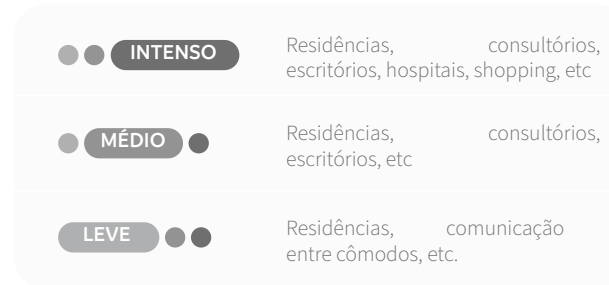 INTENSO
Residências, consultórios,
escritórios, hospitais, shopping, etc
MÉDIO
Residências, consultórios,
escritórios, etc
LEVE
Residências, comunicação
entre cômodos, etc.